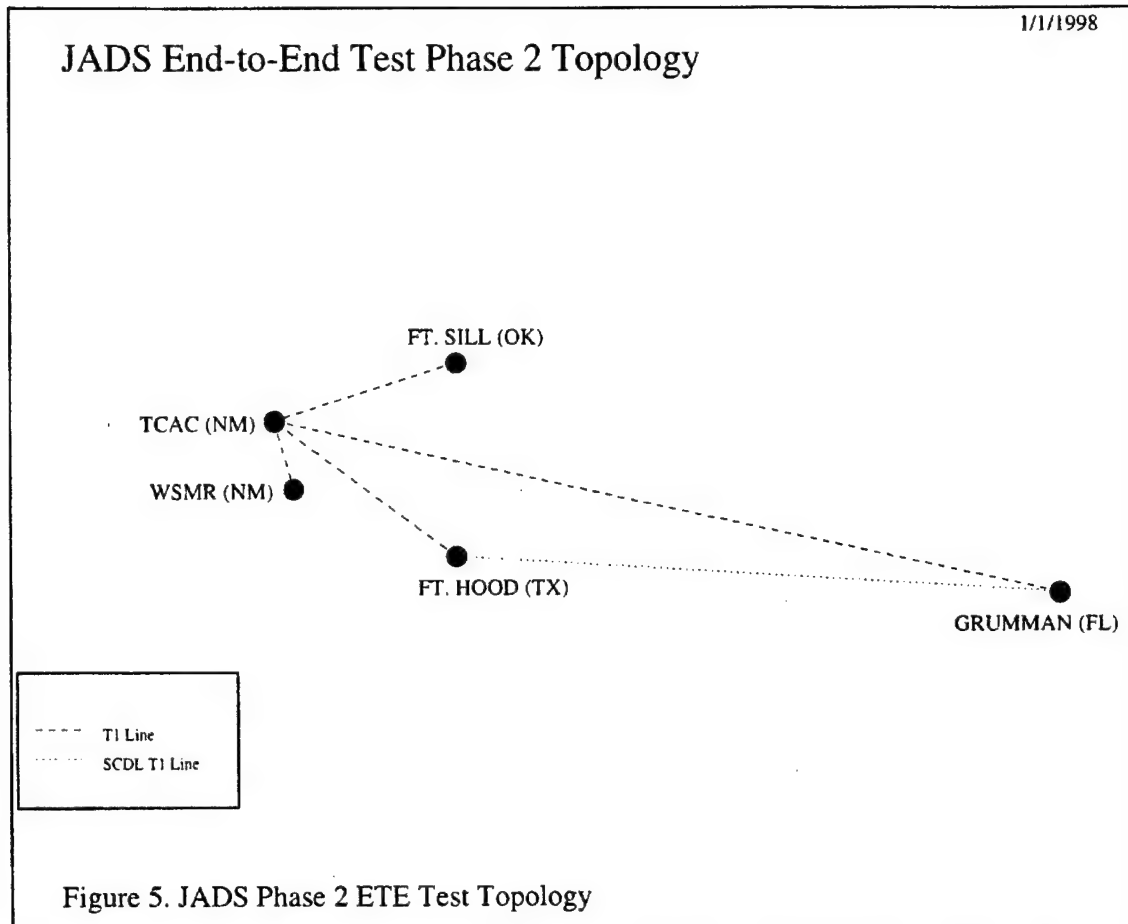 1/1/1998
JADS End-to-End Test Phase 2 Topology
FT. SILL (OK)
TCAC (NM)
WSMR (NM)
FT. HOOD (TX)
GRUMMAN (FL)
T1 Line
SCDL T1 Line
Figure 5. JADS Phase 2 ETE Test Topology